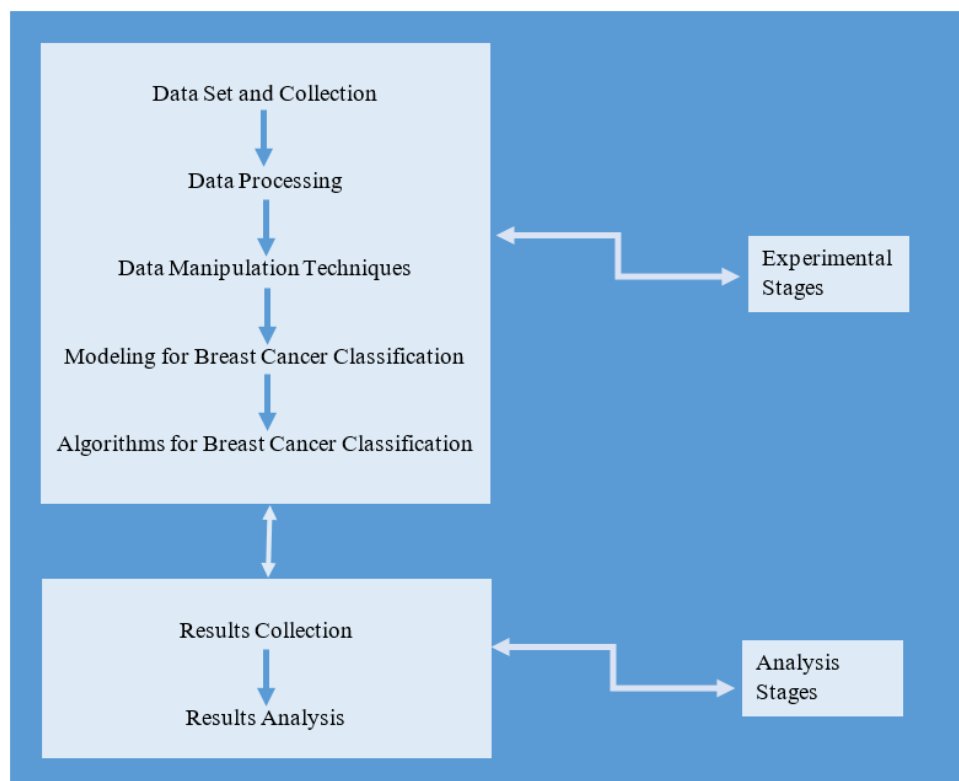 Data Set and Collection
Data Processing
Data Manipulation Techniques
Modeling for Breast Cancer Classification
Algorithms for Breast Cancer Classification
Experimental
Stages
Results Collection
Results Analysis
Analysis
Stages